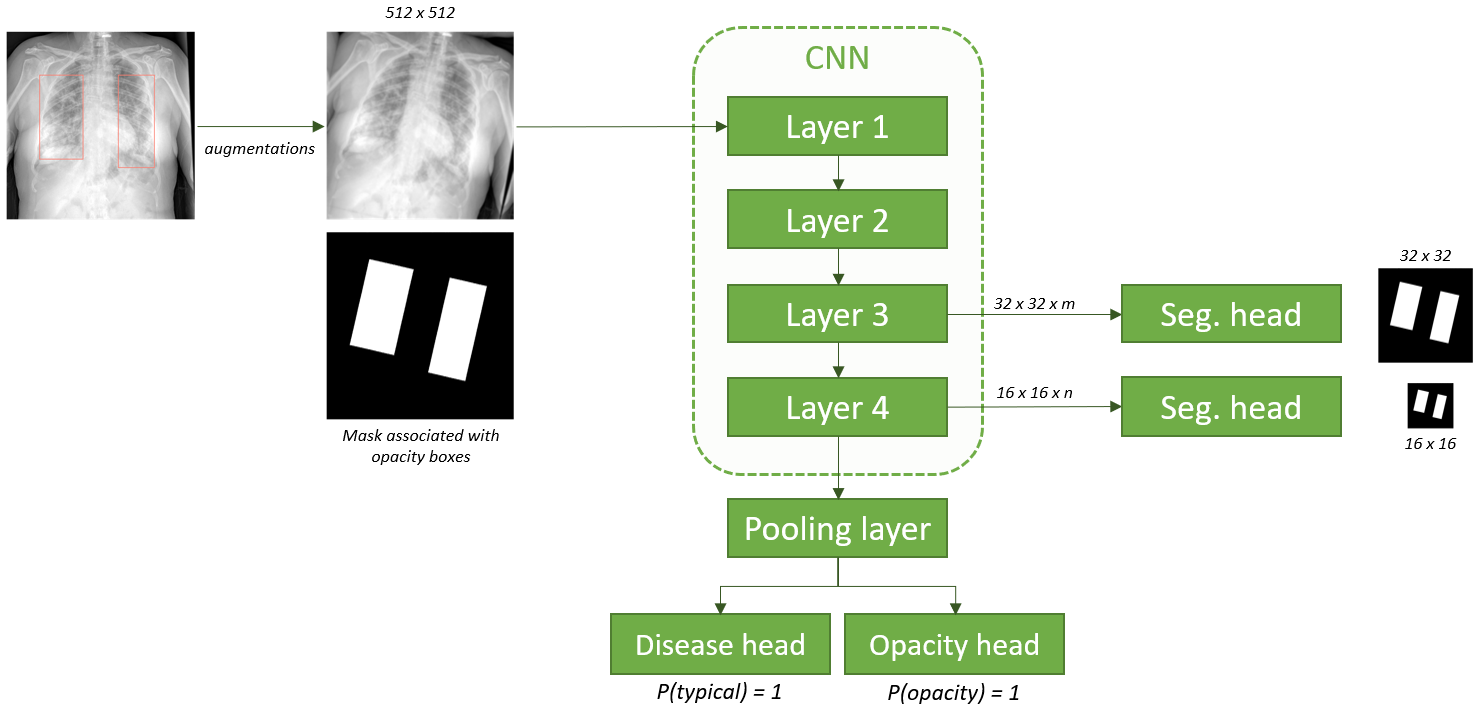 512 x 512
augmentations
Mask associated with
opacity boxes
CNN
Layer 1
Layer 2
Layer 3
Layer 4
32 x 32 x m
16 x 16 x n
Seg. head
Seg. head
32 x 32
16 x 16
Pooling layer
Disease head
Opacity head
P(typical) = 1
P(opacity) = 1